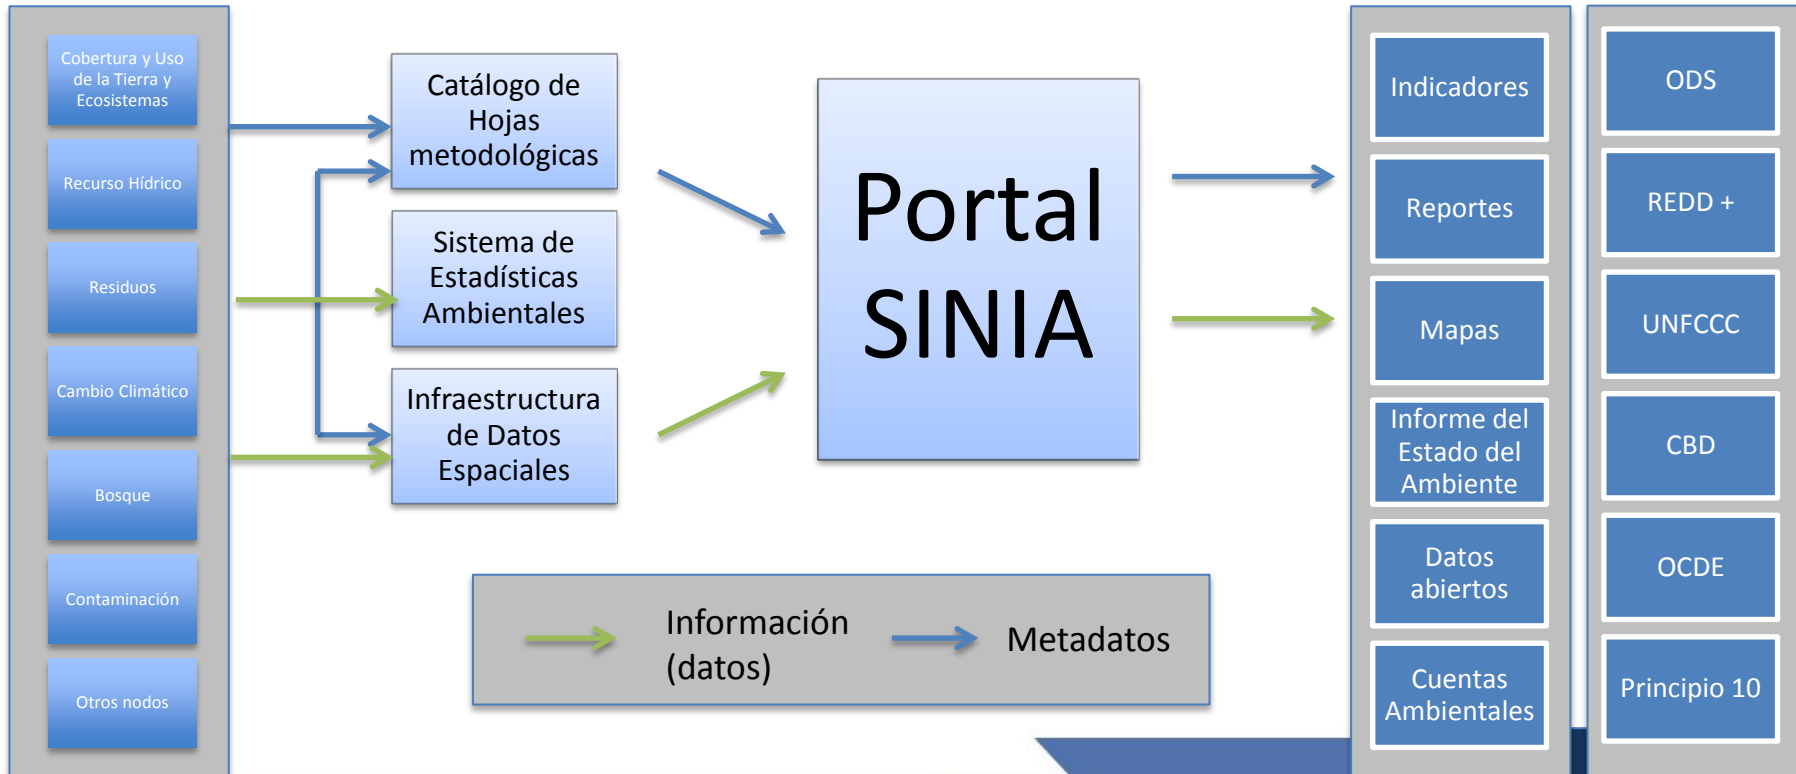 Cobertura y Uso
de la Tierra y
Ecosistemas
Recurso Hídrico
Residuos
Cambio Climático
Bosque
Contaminación
Otros nodos
Catálogo de
Hojas
metodológicas
Sistema de
Estadísticas
Ambientales
Infraestructura
de Datos
Espaciales
Portal
SINIA
Información
(datos)
Metadatos
Indicadores
Reportes
Mapas
Informe del
Estado del
Ambiente
Datos
abiertos
Cuentas
Ambientales
ODS
REDD +
UNFCCC
CBD
OCDE
Principio 10